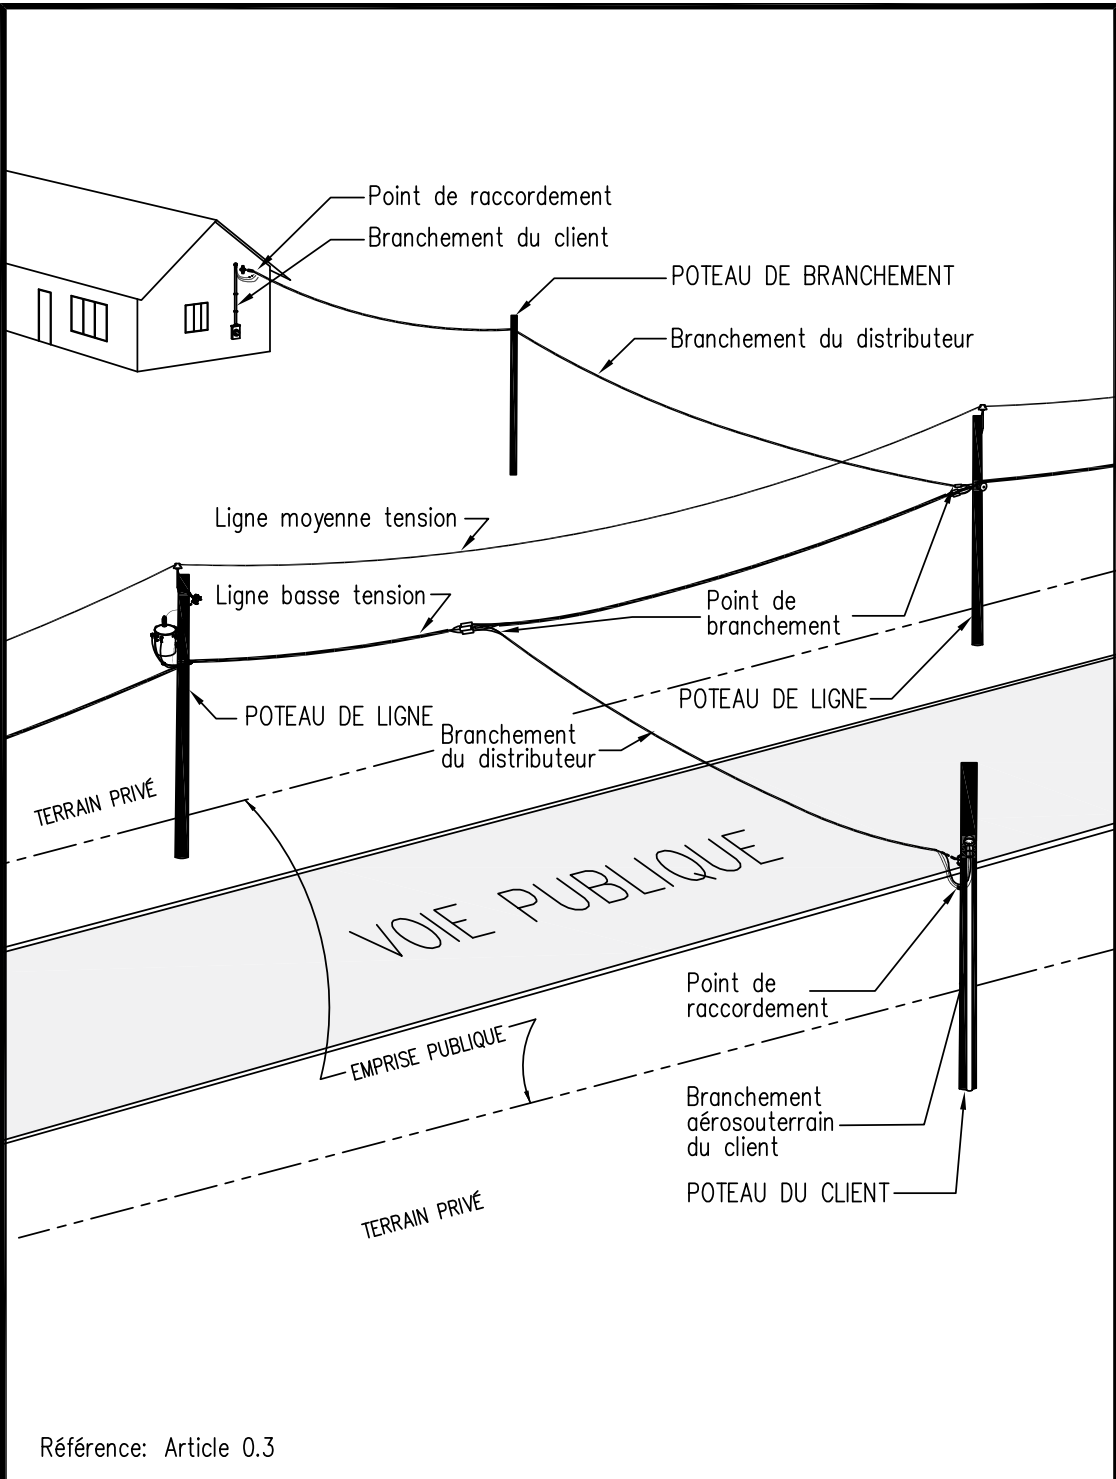 Point de raccordement
Branchement du client
POTEAU DE BRANCHEMENT
Branchement du distributeur
Ligne moyenne tension
Ligne basse tension
Point de
branchement
POTEAU DE LIGNE
POTEAU DE LIGNE
Branchement
du distributeur
TERRAIN PRIVÉ
VOIE PUBLIQUE
Point de
raccordement
EMPRISE PUBLIQUE
Branchement
aérosouterrain
du client
POTEAU DU CLIENT
TERRAIN PRIVÉ
Référence: Article 0.3